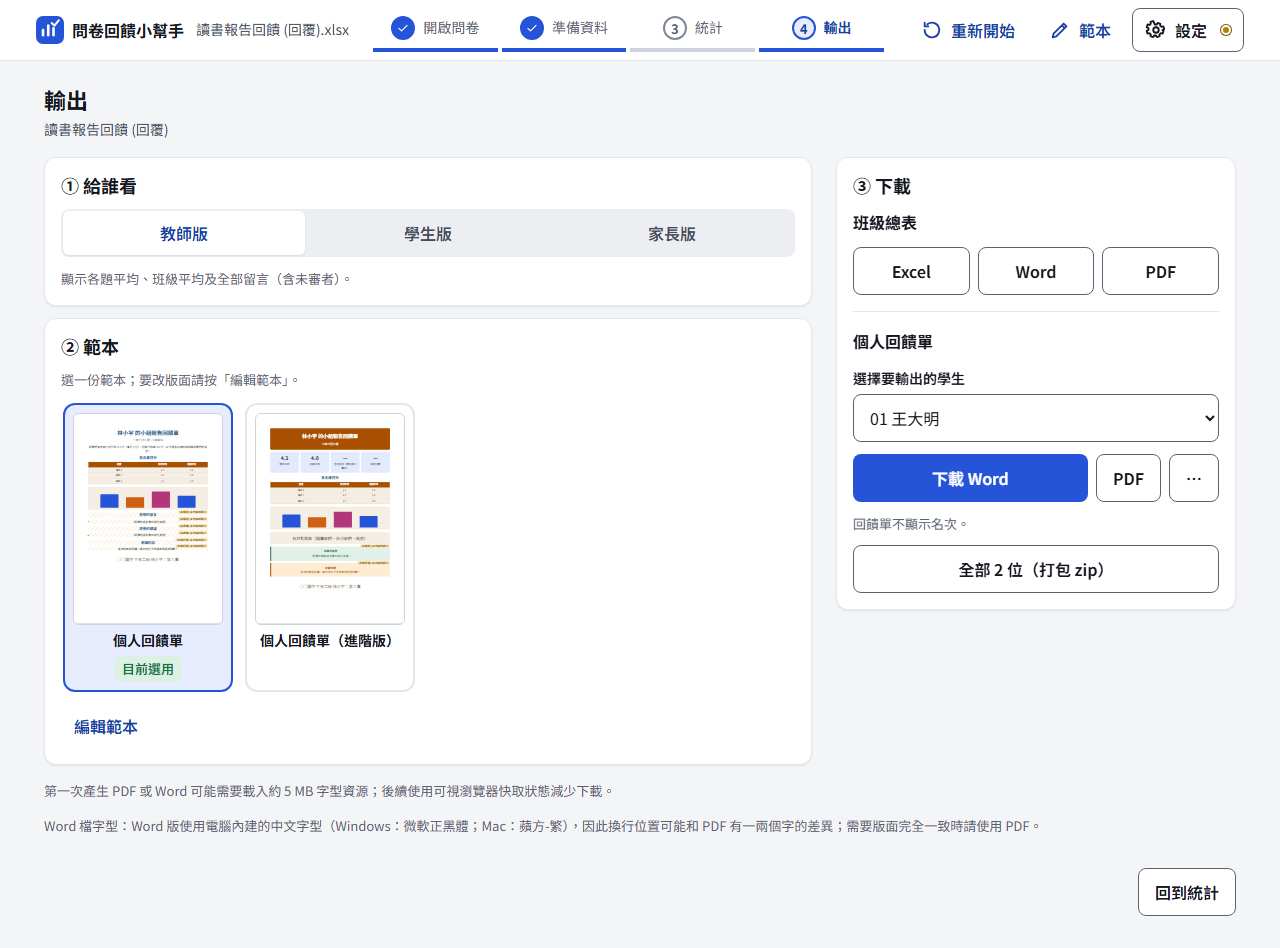 問卷回饋小幫手
讀書報告回饋 (回覆).xlsx
開啟問卷
準備資料
3 統計
4 輸出
重新開始
範本
設定
輸出
讀書報告回饋 (回覆)
① 給誰看
教師版
學生版
家長版
顯示各題平均、班級平均及全部留言（含未審者）。
② 範本
選一份範本；要改版面請按「編輯範本」。
個人回饋單
目前選用
個人回饋單（進階版）
編輯範本
③ 下載
班級總表
Excel
Word
PDF
個人回饋單
選擇要輸出的學生
01 王大明
下載 Word
PDF
…
回饋單不顯示名次。
全部 2 位（打包 zip）
第一次產生 PDF 或 Word 可能需要載入約 5 MB 字型資源；後續使用可視瀏覽器快取狀態減少下載。
Word 檔字型：Word 版使用電腦內建的中文字型（Windows：微軟正黑體；Mac：蘋方-繁），因此換行位置可能和 PDF 有一兩個字的差異；需要版面完全一致時請使用 PDF。
回到統計